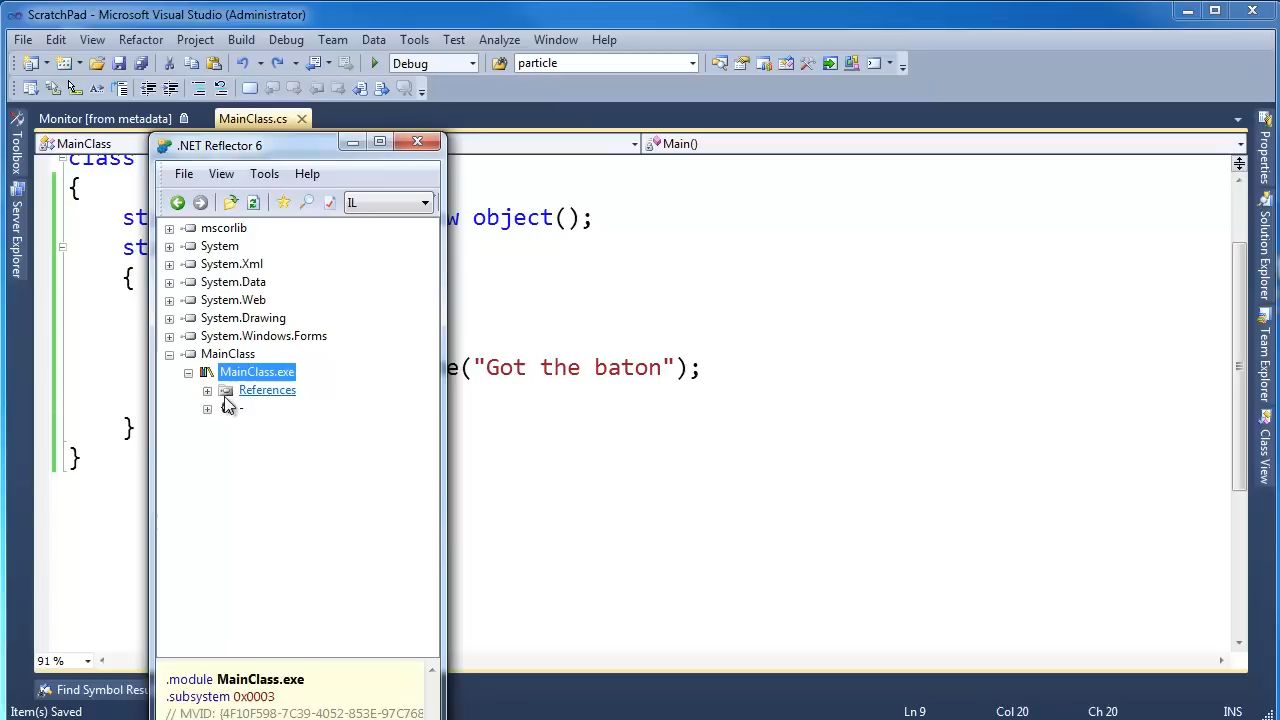 ScratchPad - Microsoft Visual Studio (Administrator)
File Edit View Refactor Project Build Debug Team Data Tools Test Analyze Window Help
Debug particle
Monitor [from metadata] MainClass.cs
MainClass Main()
.NET Reflector 6
File View Tools Help
IL
mscorlib
System
System.Xml
System.Data
System.Web
System.Drawing
System.Windows.Forms
MainClass
MainClass.exe
References
-
class
{
st w object();
st
{
e("Got the baton");
}
}
.module MainClass.exe
.subsystem 0x0003
// MVID: {4F10F598-7C39-4052-853E-97C768
Toolbox
Server Explorer
Properties
Solution Explorer
Team Explorer
Class View
91 %
Find Symbol Resu
Item(s) Saved Ln 9 Col 20 Ch 20 INS